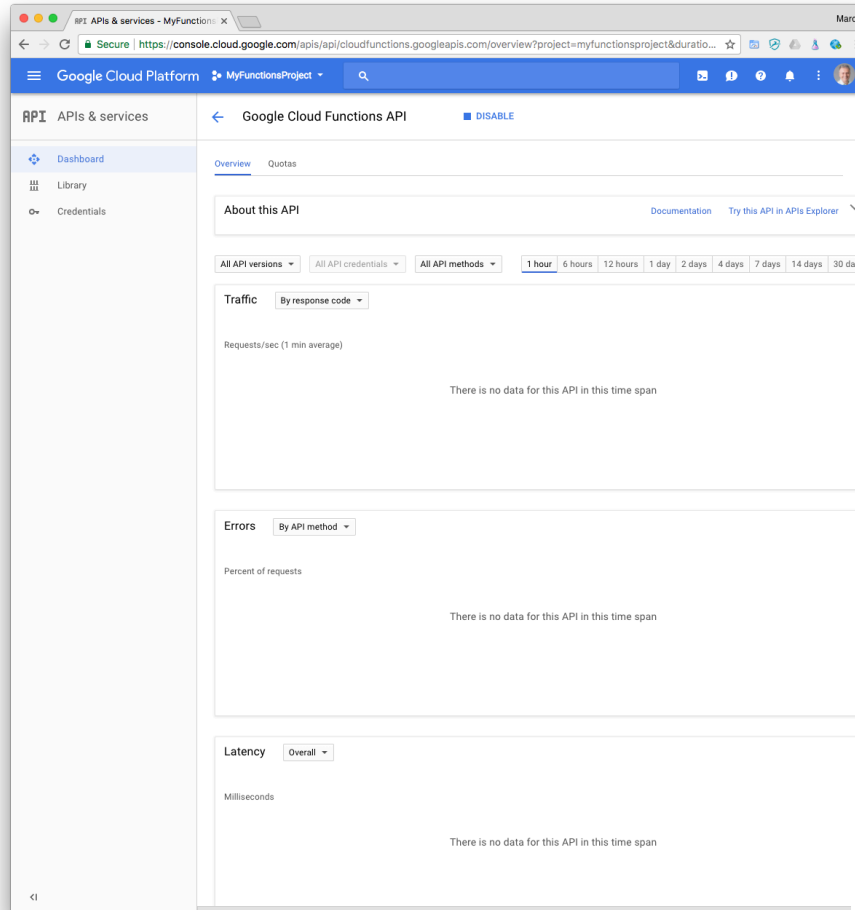 API APIs & services - MyFunctions
Marc
Secure https://console.cloud.google.com/apis/api/cloudfunctions.googleapis.com/overview?project=myfunctionsproject&duratio...
Google Cloud Platform MyFunctionsProject
API APIs & services
Google Cloud Functions API DISABLE
Dashboard
Library
Credentials
Overview Quotas
About this API Documentation Try this API in APIs Explorer
All API versions All API credentials All API methods 1 hour 6 hours 12 hours 1 day 2 days 4 days 7 days 14 days 30 da
Traffic By response code
Requests/sec (1 min average)
There is no data for this API in this time span
Errors By API method
Percent of requests
There is no data for this API in this time span
Latency Overall
Milliseconds
There is no data for this API in this time span